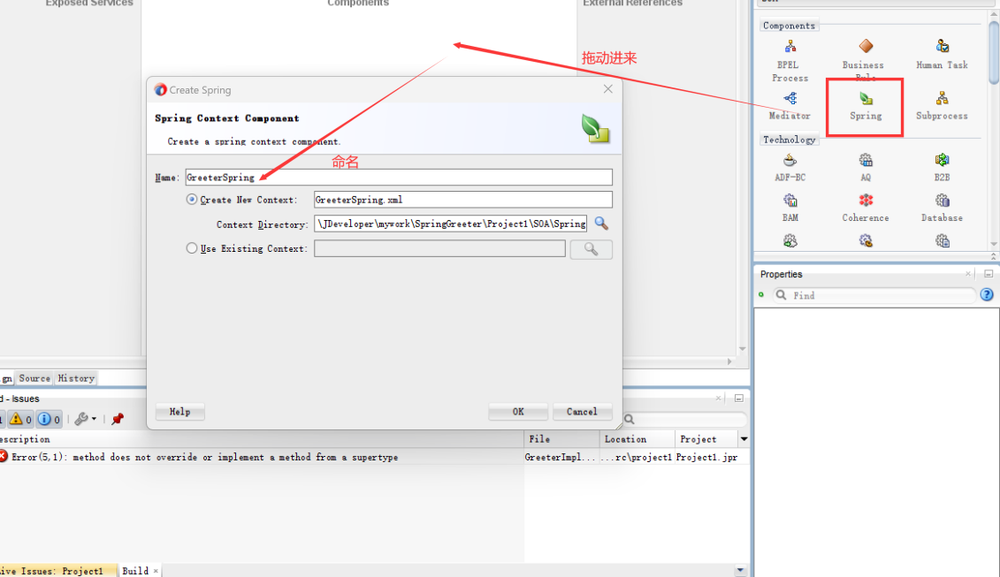 Exposed Services
Components
External References
Components
BPEL Process
Business Rule
Human Task
Mediator
Spring
Subprocess
Technology
ADF-BC
AQ
B2B
BAM
Coherence
Database
拖动进来
Create Spring
Spring Context Component
Create a spring context component.
命名
Name: GreeterSpring
Create New Context: GreeterSpring.xml
Context Directory: \JDeveloper\mywork\SpringGreeter\Project1\SOA\Spring
Use Existing Context:
Help
OK
Cancel
Properties
Find
Source History
- Issues
0
0
File
Location
Project
Error(5,1): method does not override or implement a method from a supertype
GreeterImpl...
...rc\project1
Project1.jpr
Issues: Project1
Build